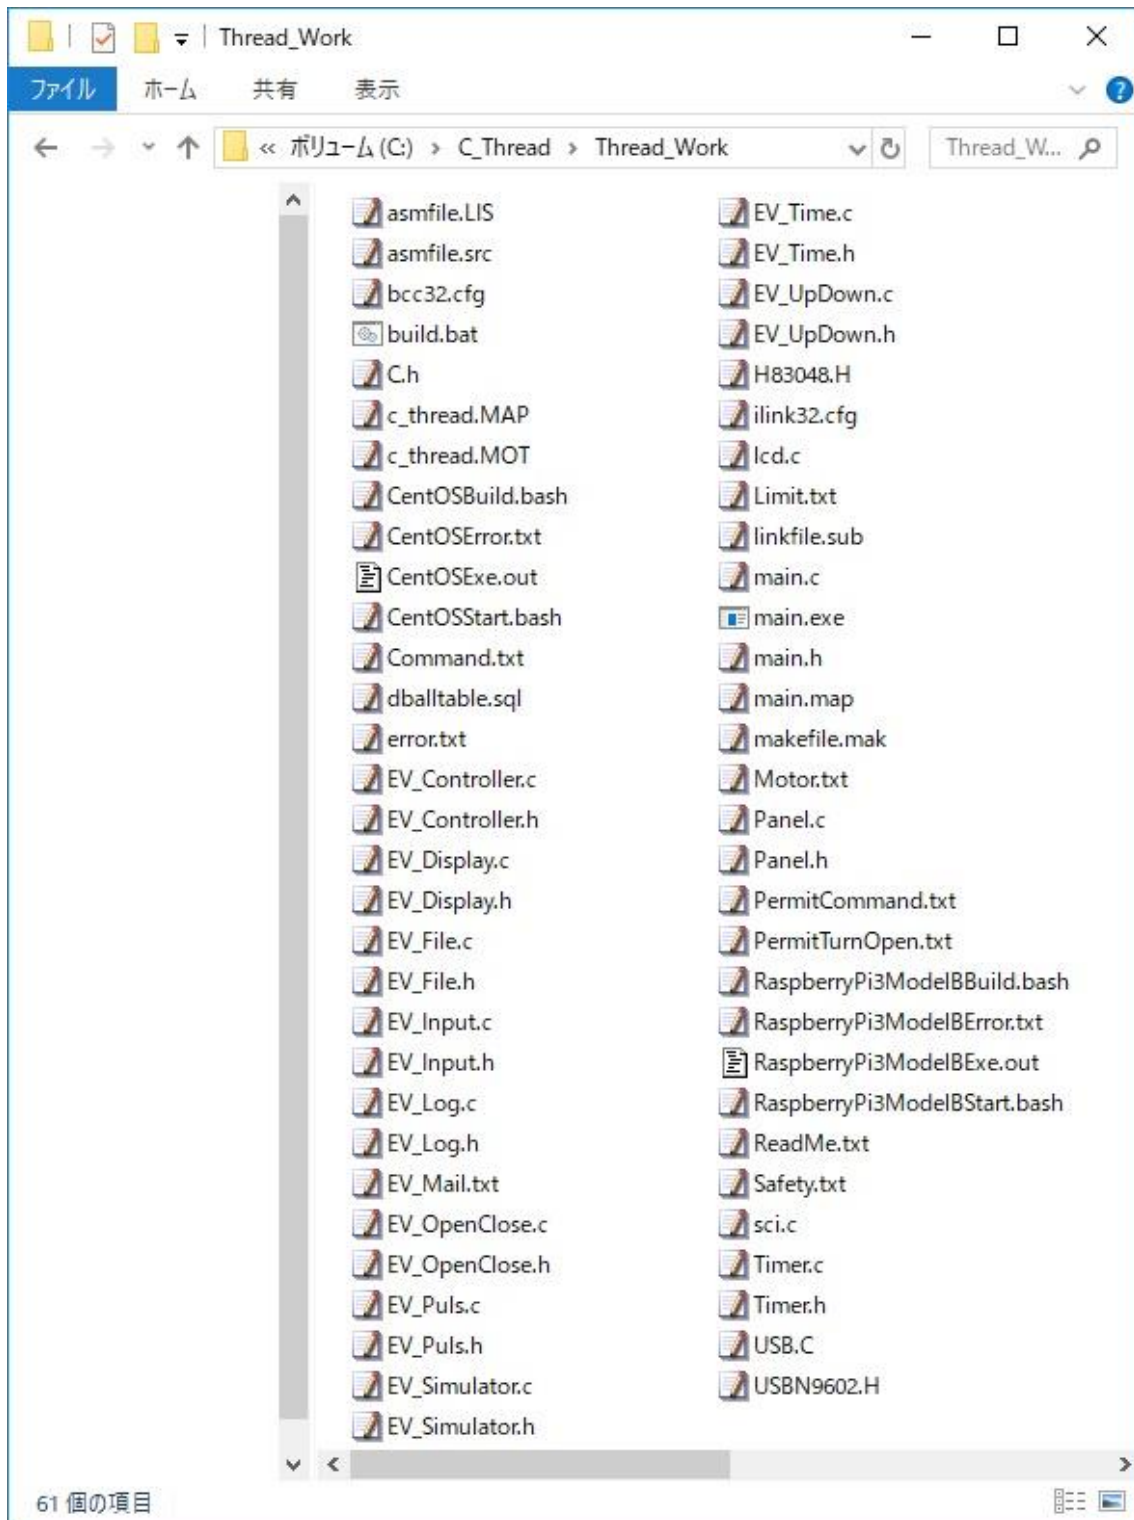 Thread_Work
ファイル ホーム 共有 表示
« ボリューム (C:) › C_Thread › Thread_Work
Thread_W...
asmfile.LIS
asmfile.src
bcc32.cfg
build.bat
C.h
c_thread.MAP
c_thread.MOT
CentOSBuild.bash
CentOSError.txt
CentOSExe.out
CentOSStart.bash
Command.txt
dballtable.sql
error.txt
EV_Controller.c
EV_Controller.h
EV_Display.c
EV_Display.h
EV_File.c
EV_File.h
EV_Input.c
EV_Input.h
EV_Log.c
EV_Log.h
EV_Mail.txt
EV_OpenClose.c
EV_OpenClose.h
EV_Puls.c
EV_Puls.h
EV_Simulator.c
EV_Simulator.h
EV_Time.c
EV_Time.h
EV_UpDown.c
EV_UpDown.h
H83048.H
ilink32.cfg
lcd.c
Limit.txt
linkfile.sub
main.c
main.exe
main.h
main.map
makefile.mak
Motor.txt
Panel.c
Panel.h
PermitCommand.txt
PermitTurnOpen.txt
RaspberryPi3ModelBBuild.bash
RaspberryPi3ModelBError.txt
RaspberryPi3ModelBExe.out
RaspberryPi3ModelBStart.bash
ReadMe.txt
Safety.txt
sci.c
Timer.c
Timer.h
USB.C
USBN9602.H
61 個の項目